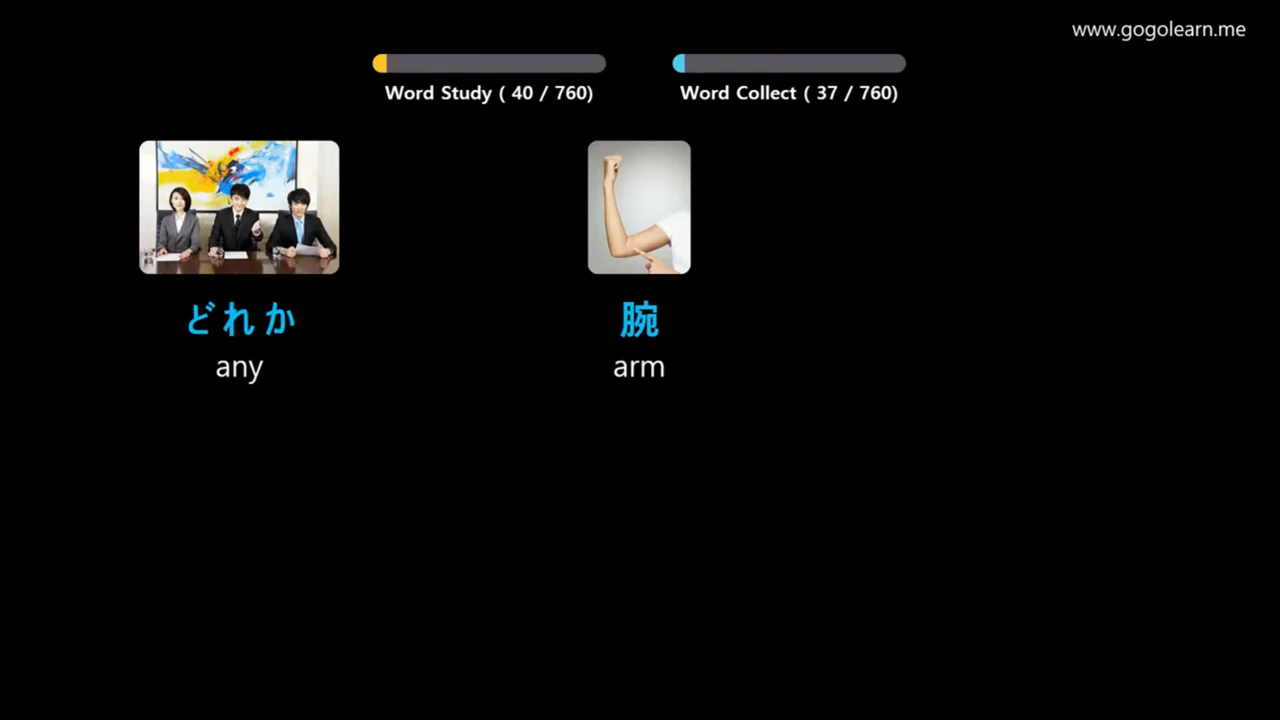 www.gogolearn.me
Word Study ( 40 / 760)
Word Collect ( 37 / 760)
どれか
any
腕
arm